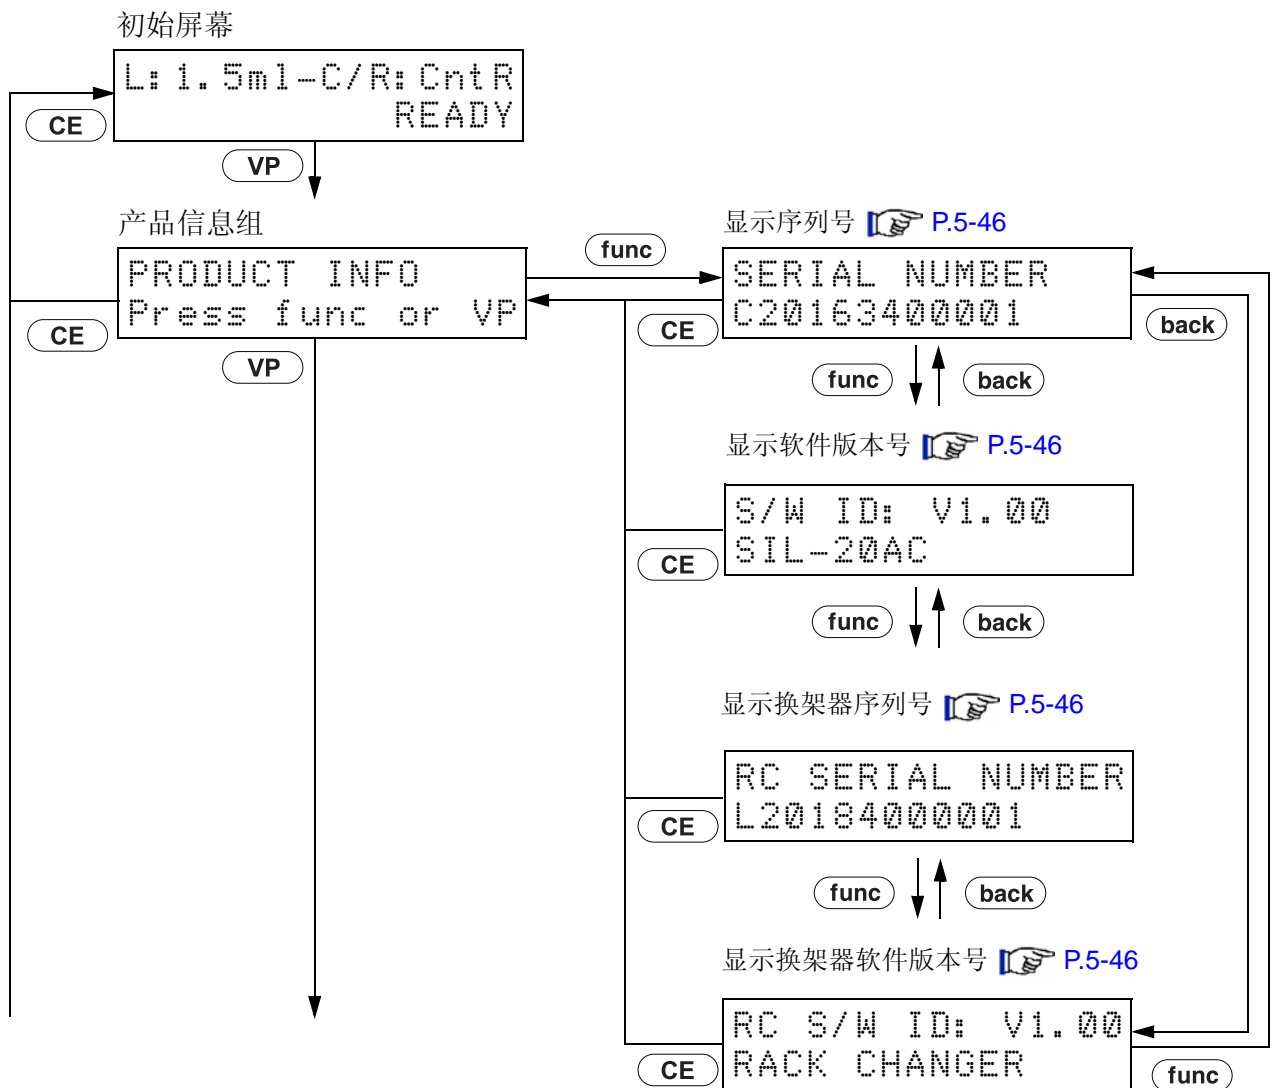 初始屏幕
L: 1.5ml-C/R: CntR
READY
CE
VP
产品信息组
PRODUCT INFO
Press func or VP
CE
VP
func
显示序列号 P.5-46
SERIAL NUMBER
C20163400001
CE
back
func
back
显示软件版本号 P.5-46
S/W ID: V1.00
SIL-20AC
CE
func
back
显示换架器序列号 P.5-46
RC SERIAL NUMBER
L20184000001
CE
func
back
显示换架器软件版本号 P.5-46
RC S/W ID: V1.00
RACK CHANGER
CE
func